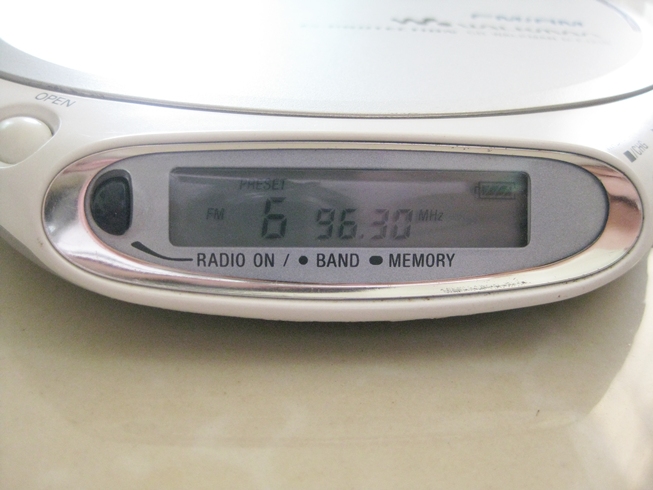 OPEN
PRESET
FM 6 96.30 MHz
RADIO ON / • BAND ● MEMORY